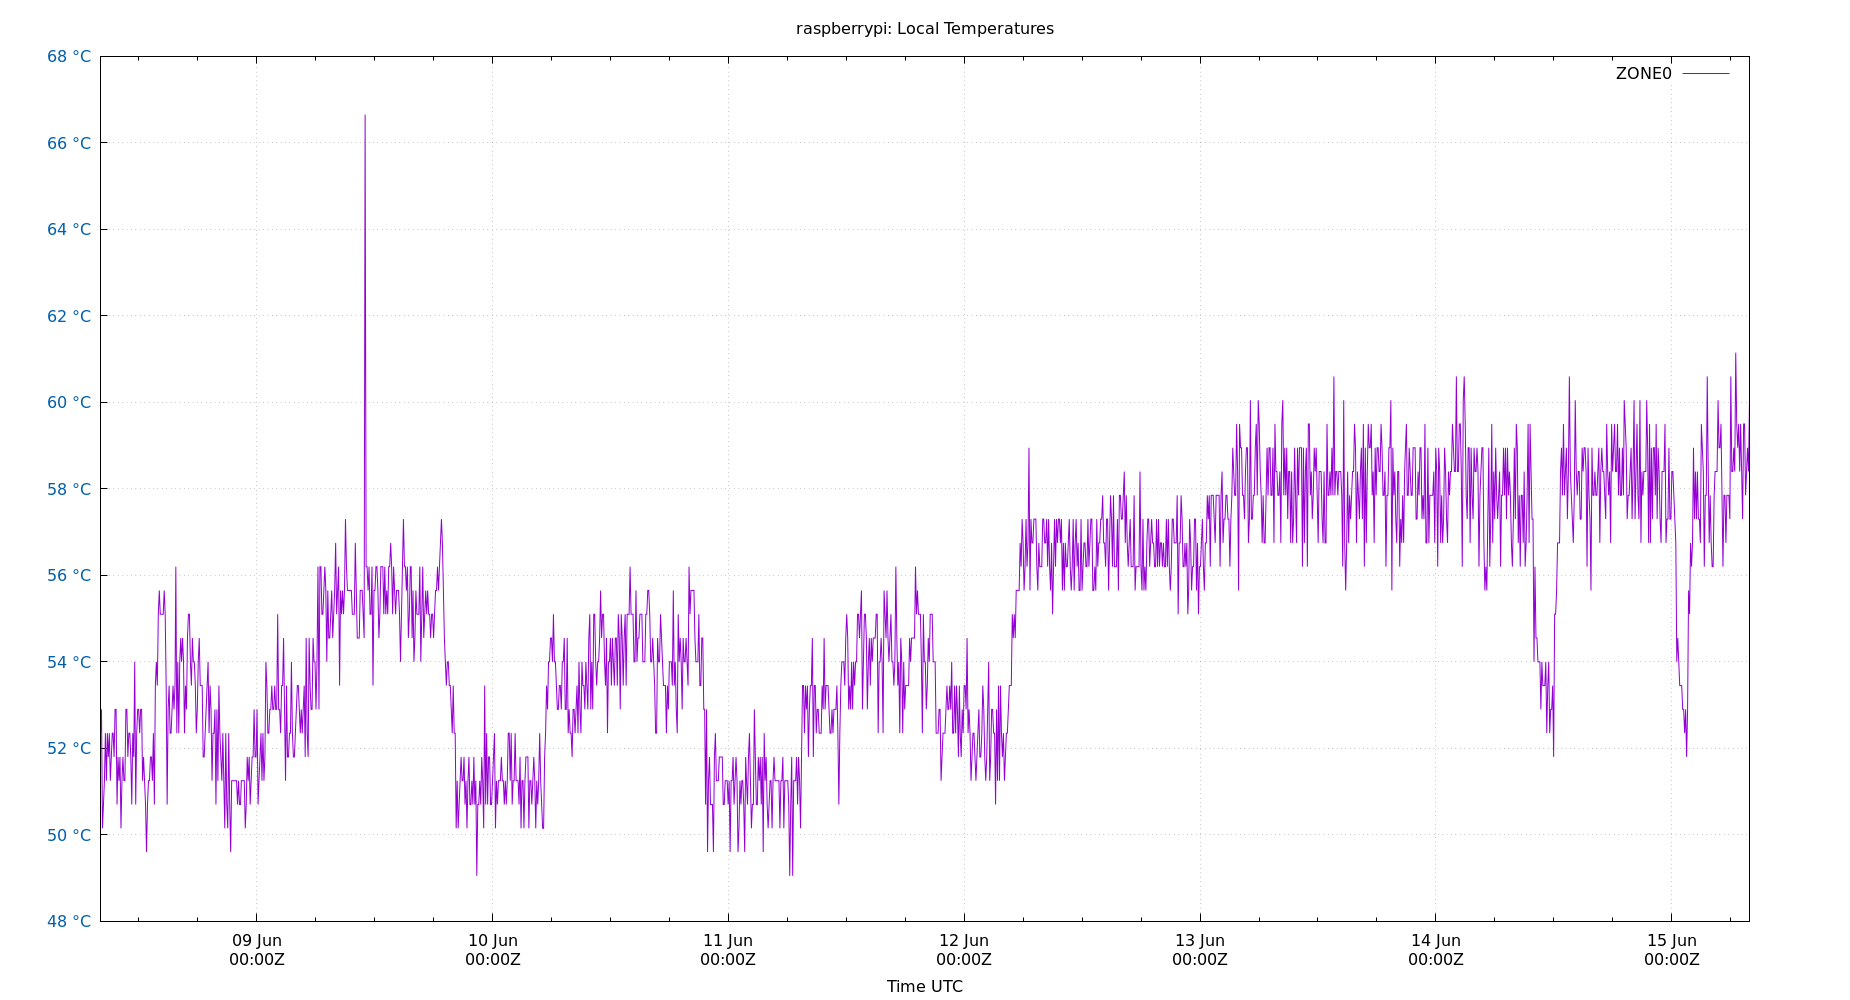 raspberrypi: Local Temperatures
ZONE0
68 °C
66 °C
64 °C
62 °C
60 °C
58 °C
56 °C
54 °C
52 °C
50 °C
48 °C
09 Jun 10 Jun 11 Jun 12 Jun 13 Jun 14 Jun 15 Jun
00:00Z 00:00Z 00:00Z 00:00Z 00:00Z 00:00Z 00:00Z
Time UTC